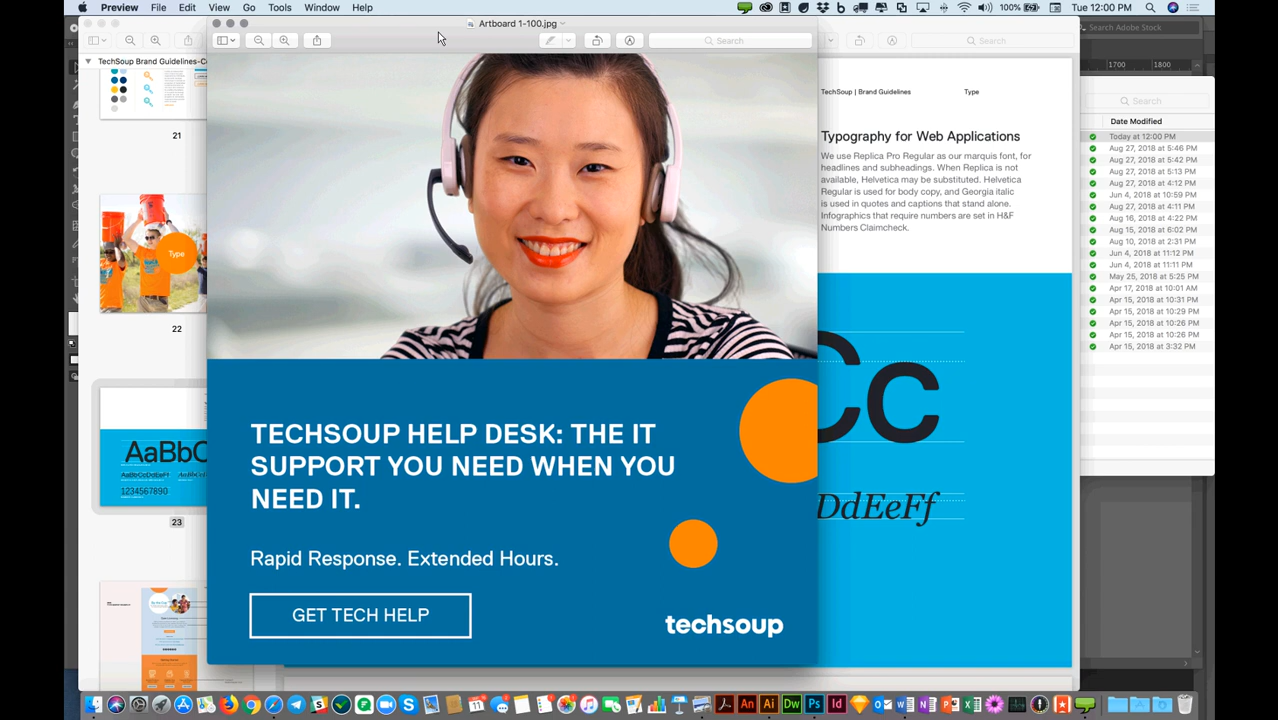 Preview File Edit View Go Tools Window Help
100%
Tue 12:00 PM
Artboard 1-100.jpg
Search
Search
Search Adobe Stock
1700 1800
Search
TechSoup Brand Guidelines-Co
21
Type
22
AaBbC
1234567890
23
TECHSOUP HELP DESK: THE IT
SUPPORT YOU NEED WHEN YOU
NEED IT.
Rapid Response. Extended Hours.
GET TECH HELP
techsoup
TechSoup | Brand Guidelines
Type
Typography for Web Applications
We use Replica Pro Regular as our marquis font, for
headlines and subheadings. When Replica is not
available, Helvetica may be substituted. Helvetica
Regular is used for body copy, and Georgia italic
is used in quotes and captions that stand alone.
Infographics that require numbers are set in H&F
Numbers Claimcheck.
Cc
DdEeFf
Date Modified
Today at 12:00 PM
Aug 27, 2018 at 5:46 PM
Aug 27, 2018 at 5:42 PM
Aug 27, 2018 at 5:13 PM
Aug 27, 2018 at 4:12 PM
Jun 4, 2018 at 10:59 PM
Aug 27, 2018 at 4:11 PM
Aug 16, 2018 at 4:22 PM
Aug 15, 2018 at 6:02 PM
Aug 10, 2018 at 2:31 PM
Jun 4, 2018 at 11:12 PM
Jun 4, 2018 at 11:11 PM
May 25, 2018 at 5:25 PM
Apr 17, 2018 at 10:01 AM
Apr 15, 2018 at 10:31 PM
Apr 15, 2018 at 10:29 PM
Apr 15, 2018 at 10:26 PM
Apr 15, 2018 at 10:26 PM
Apr 15, 2018 at 3:32 PM
An Ai Dw Ps Id